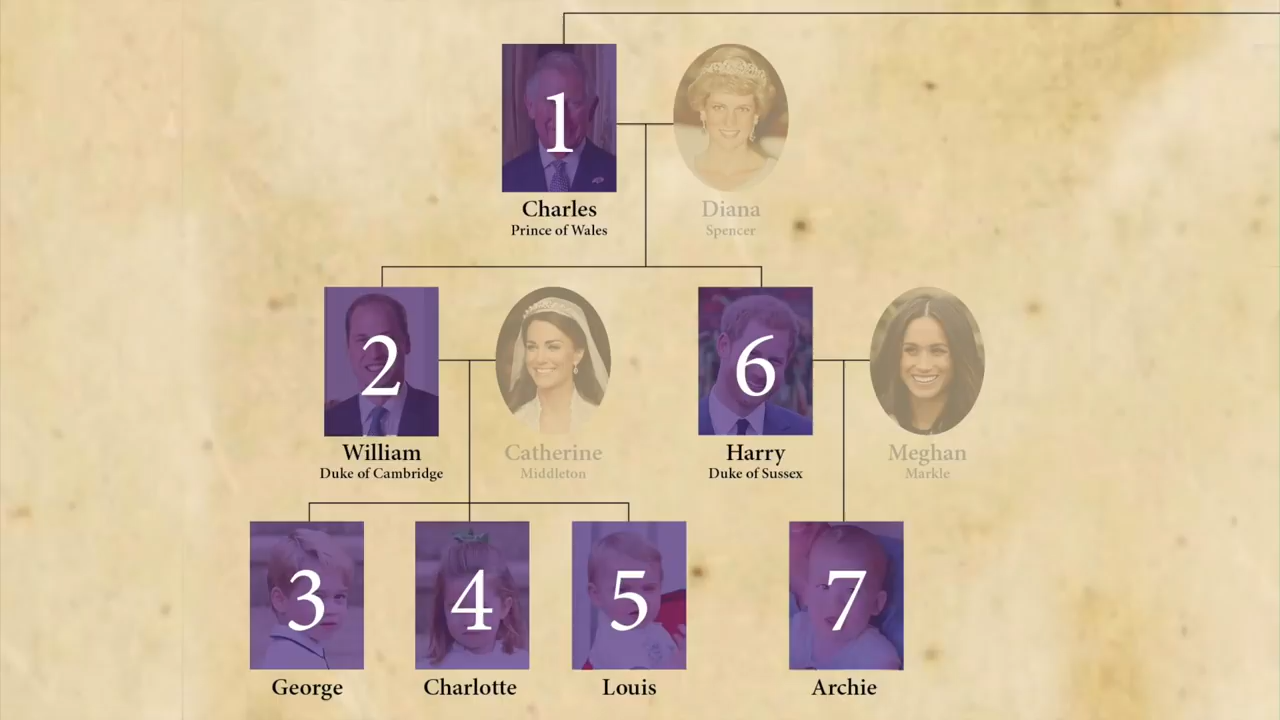 1
Charles
Prince of Wales
Diana
Spencer
2
William
Duke of Cambridge
Catherine
Middleton
6
Harry
Duke of Sussex
Meghan
Markle
3
George
4
Charlotte
5
Louis
7
Archie